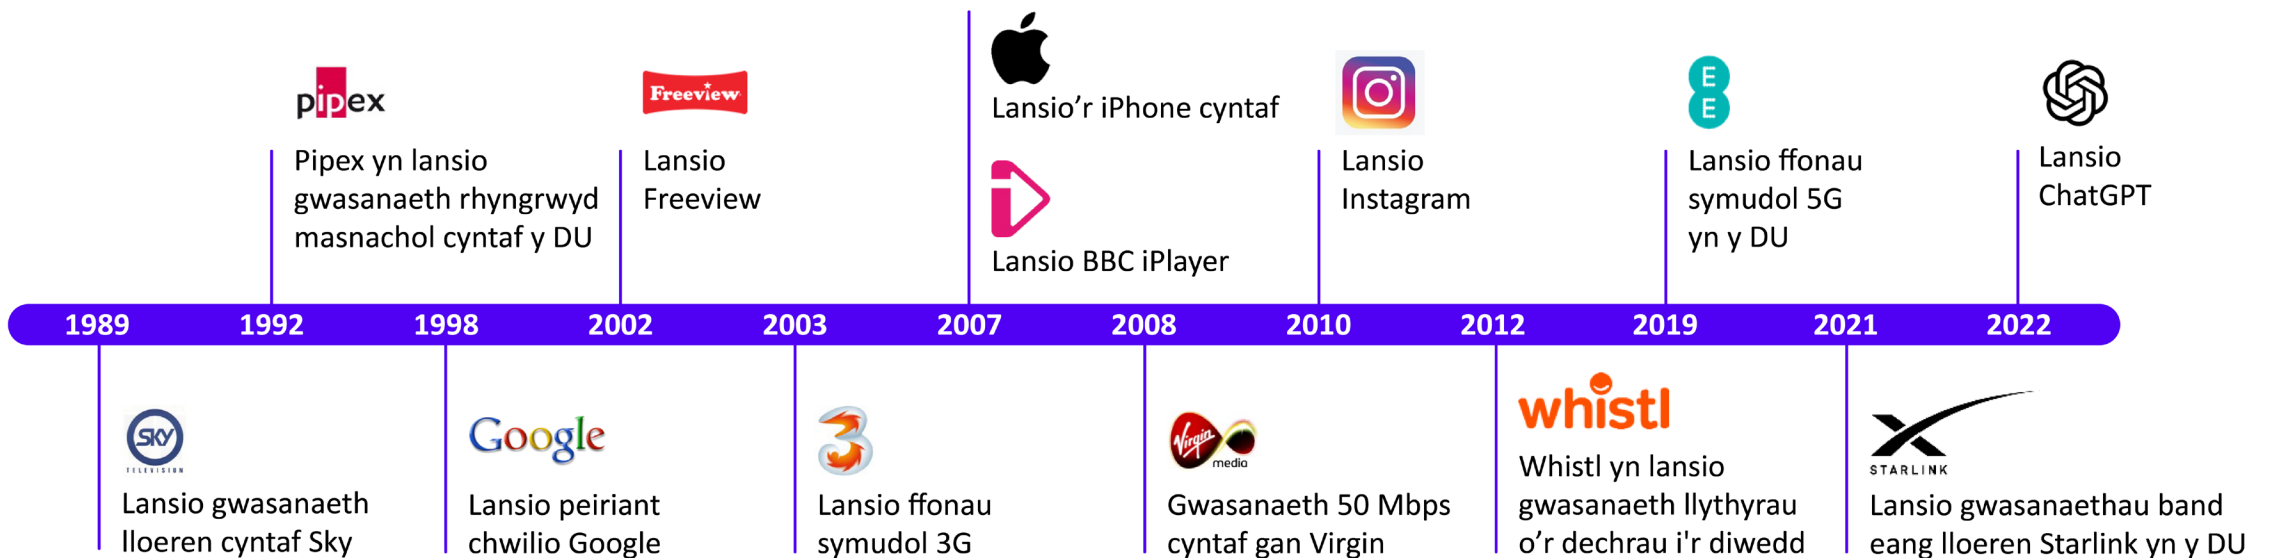 pipex
Pipex yn lansio
gwasanaeth rhyngrwyd
masnachol cyntaf y DU
Freeview
Lansio
Freeview
Lansio’r iPhone cyntaf
Lansio BBC iPlayer
Lansio
Instagram
E
E
Lansio ffonau
symudol 5G
yn y DU
Lansio
ChatGPT
1989 1992 1998 2002 2003 2007 2008 2010 2012 2019 2021 2022
sky
TELEVISION
Lansio gwasanaeth
lloeren cyntaf Sky
Google
Lansio peiriant
chwilio Google
3
Lansio ffonau
symudol 3G
Virgin
media
Gwasanaeth 50 Mbps
cyntaf gan Virgin
whistl
Whistl yn lansio
gwasanaeth llythyrau
o’r dechrau i'r diwedd
STARLINK
Lansio gwasanaethau band
eang lloeren Starlink yn y DU